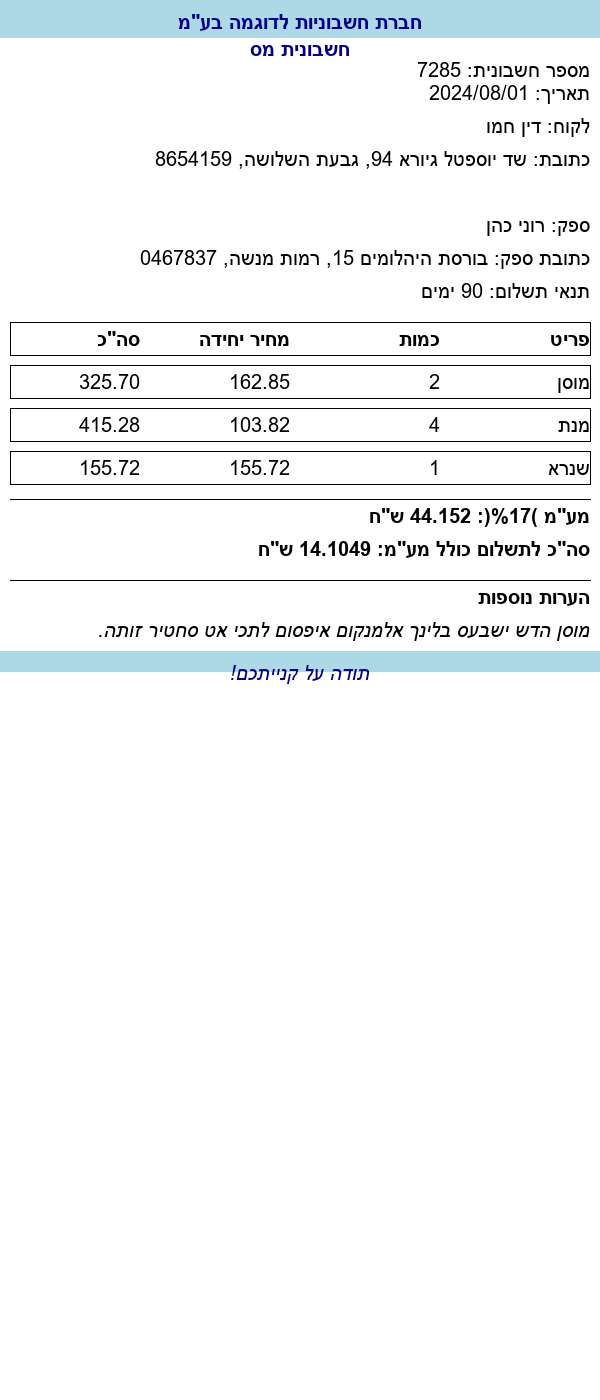 חברת חשבוניות לדוגמה בע"מ
חשבונית מס
מספר חשבונית: 7285
תאריך: 2024/08/01
לקוח: דין חמו
כתובת: שד יוספטל גיורא 94, גבעת השלושה, 8654159
ספק: רוני כהן
כתובת ספק: בורסת היהלומים 15, רמות מנשה, 0467837
תנאי תשלום: 90 ימים
פריט כמות מחיר יחידה סה"כ
מוסן 2 162.85 325.70
מנת 4 103.82 415.28
שנרא 1 155.72 155.72
מע"מ )17%(: 44.152 ש"ח
סה"כ לתשלום כולל מע"מ: 14.1049 ש"ח
הערות נוספות
מוסן הדש ישבעס בלינך אלמנקום איפסום לתכי אט סחטיר זותה.
תודה על קנייתכם!